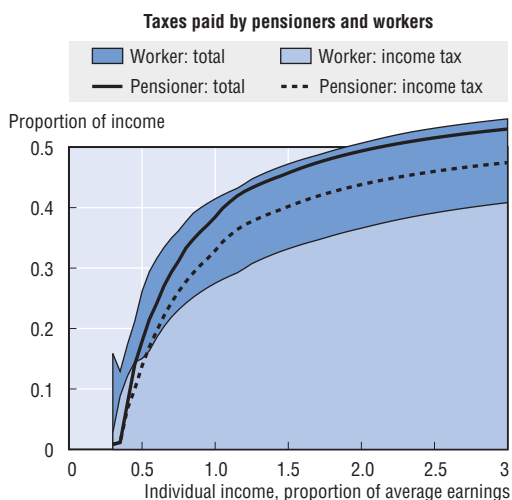 Taxes paid by pensioners and workers
Worker: total Worker: income tax
Pensioner: total Pensioner: income tax
Proportion of income
0.5
0.4
0.3
0.2
0.1
0
0 0.5 1.0 1.5 2.0 2.5 3
Individual income, proportion of average earnings